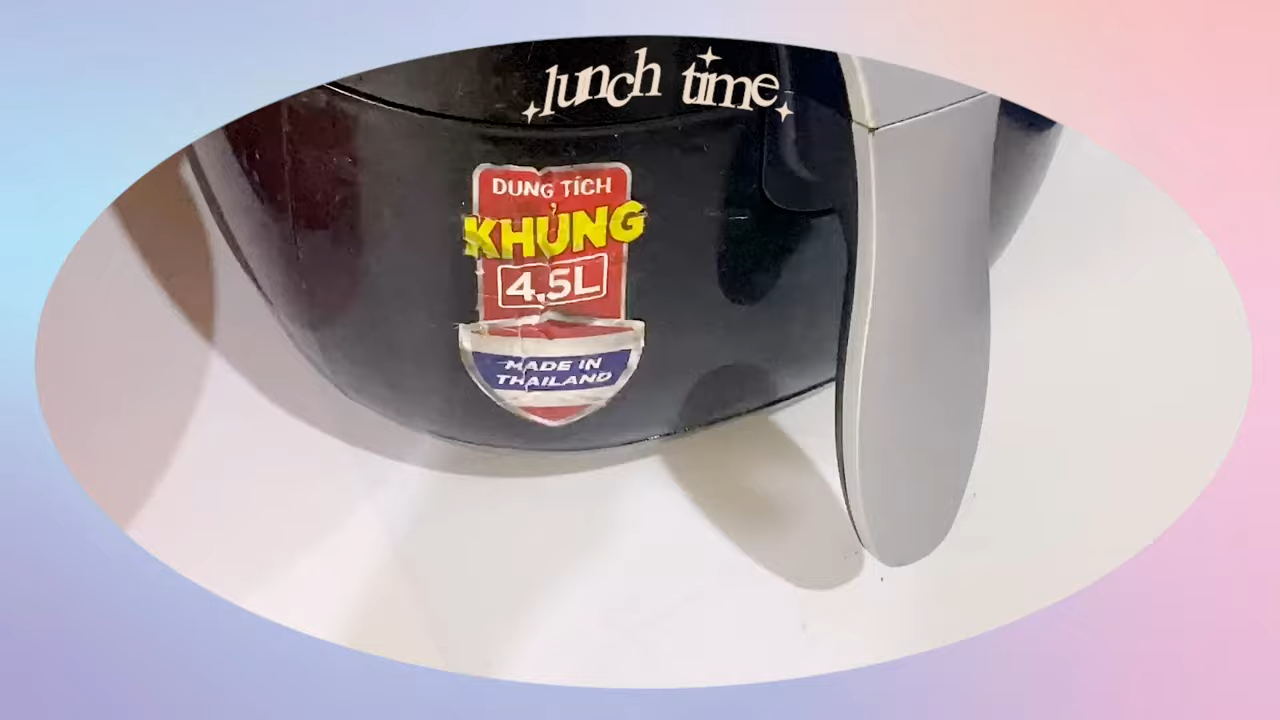 lunch time
DUNG TÍCH
KHỦNG
4,5L
MADE IN
THAILAND